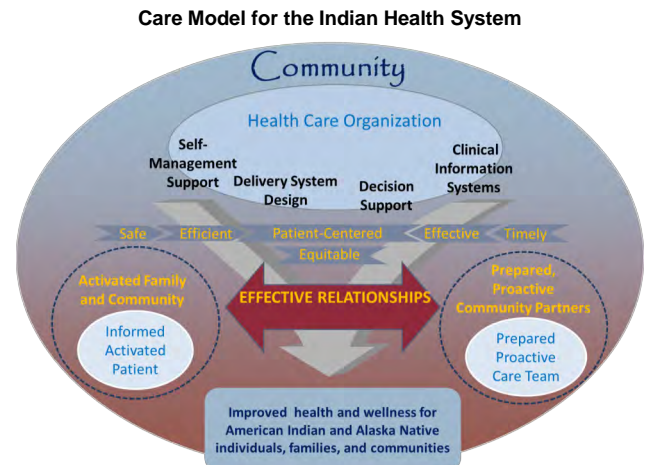 Care Model for the Indian Health System
Community
Health Care Organization
Self-
Management
Support
Delivery System
Design
Decision
Support
Clinical
Information
Systems
Safe
Efficient
Patient-Centered
Effective
Timely
Equitable
Activated Family
and Community
Informed
Activated
Patient
EFFECTIVE RELATIONSHIPS
Prepared,
Proactive
Community Partners
Prepared
Proactive
Care Team
Improved health and wellness for
American Indian and Alaska Native
individuals, families, and communities